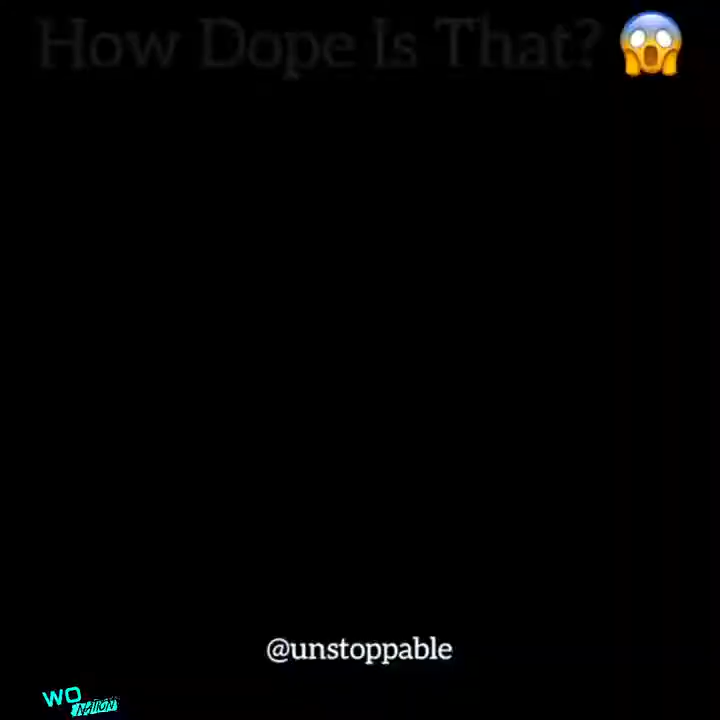 How Dope Is That? 😱
@unstoppable
WO
NATION